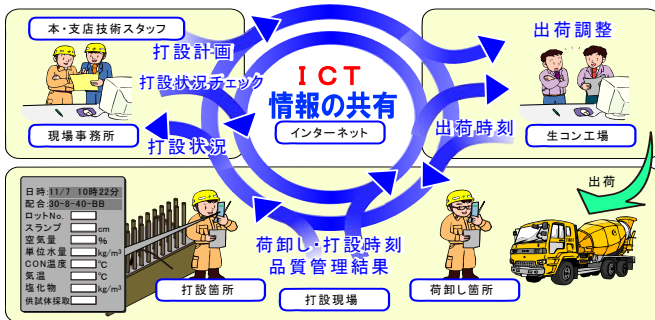 本・支店技術スタッフ
打設計画
打設状況チェック
現場事務所
打設状況
ICT
情報の共有
インターネット
出荷調整
出荷時刻
生コン工場
出荷
日時:11/7 10時22分
配合:30-8-40-BB
ロットNo.
スランプ cm
空気量 %
単位水量 kg/m³
CON温度 ℃
気温 ℃
塩化物 kg/m³
供試体採取
打設箇所
荷卸し・打設時刻
品質管理結果
打設現場
荷卸し箇所